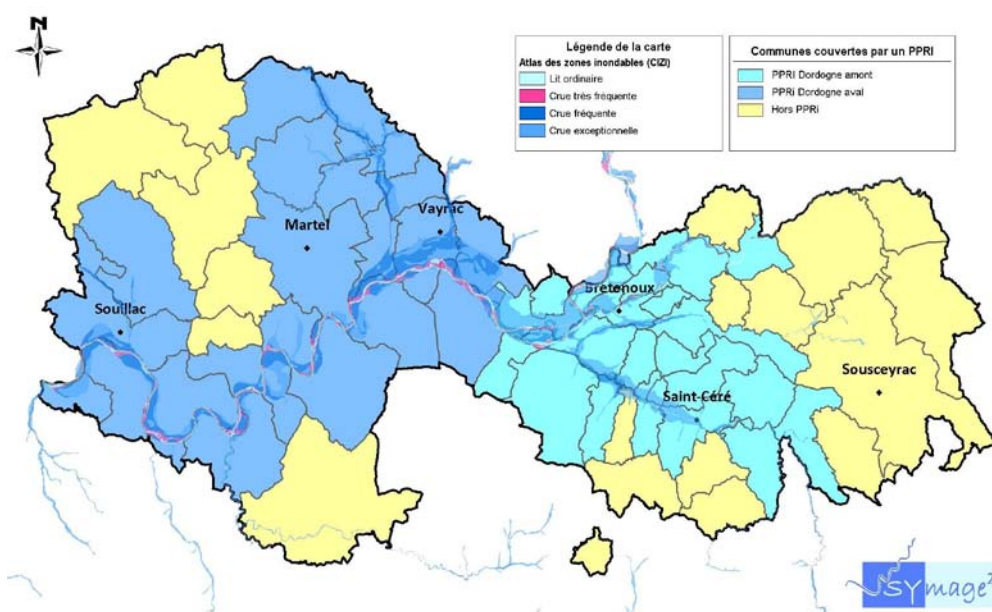 N
Légende de la carte
Atlas des zones inondables (CIZI)
Lit ordinaire
Crue très fréquente
Crue fréquente
Crue exceptionnelle
Communes couvertes par un PPRI
PPRI Dordogne amont
PPRi Dordogne aval
Hors PPRi
Vayrac
Martel
Bretenoux
Souillac
Sousceyrac
Saint-Céré
SYmage²